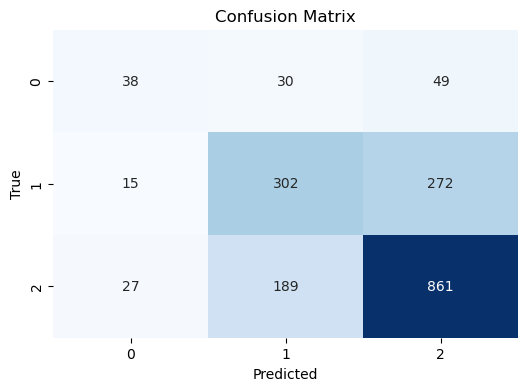 Confusion Matrix
0 38 30 49
1 15 302 272
2 27 189 861
0 1 2
True
Predicted